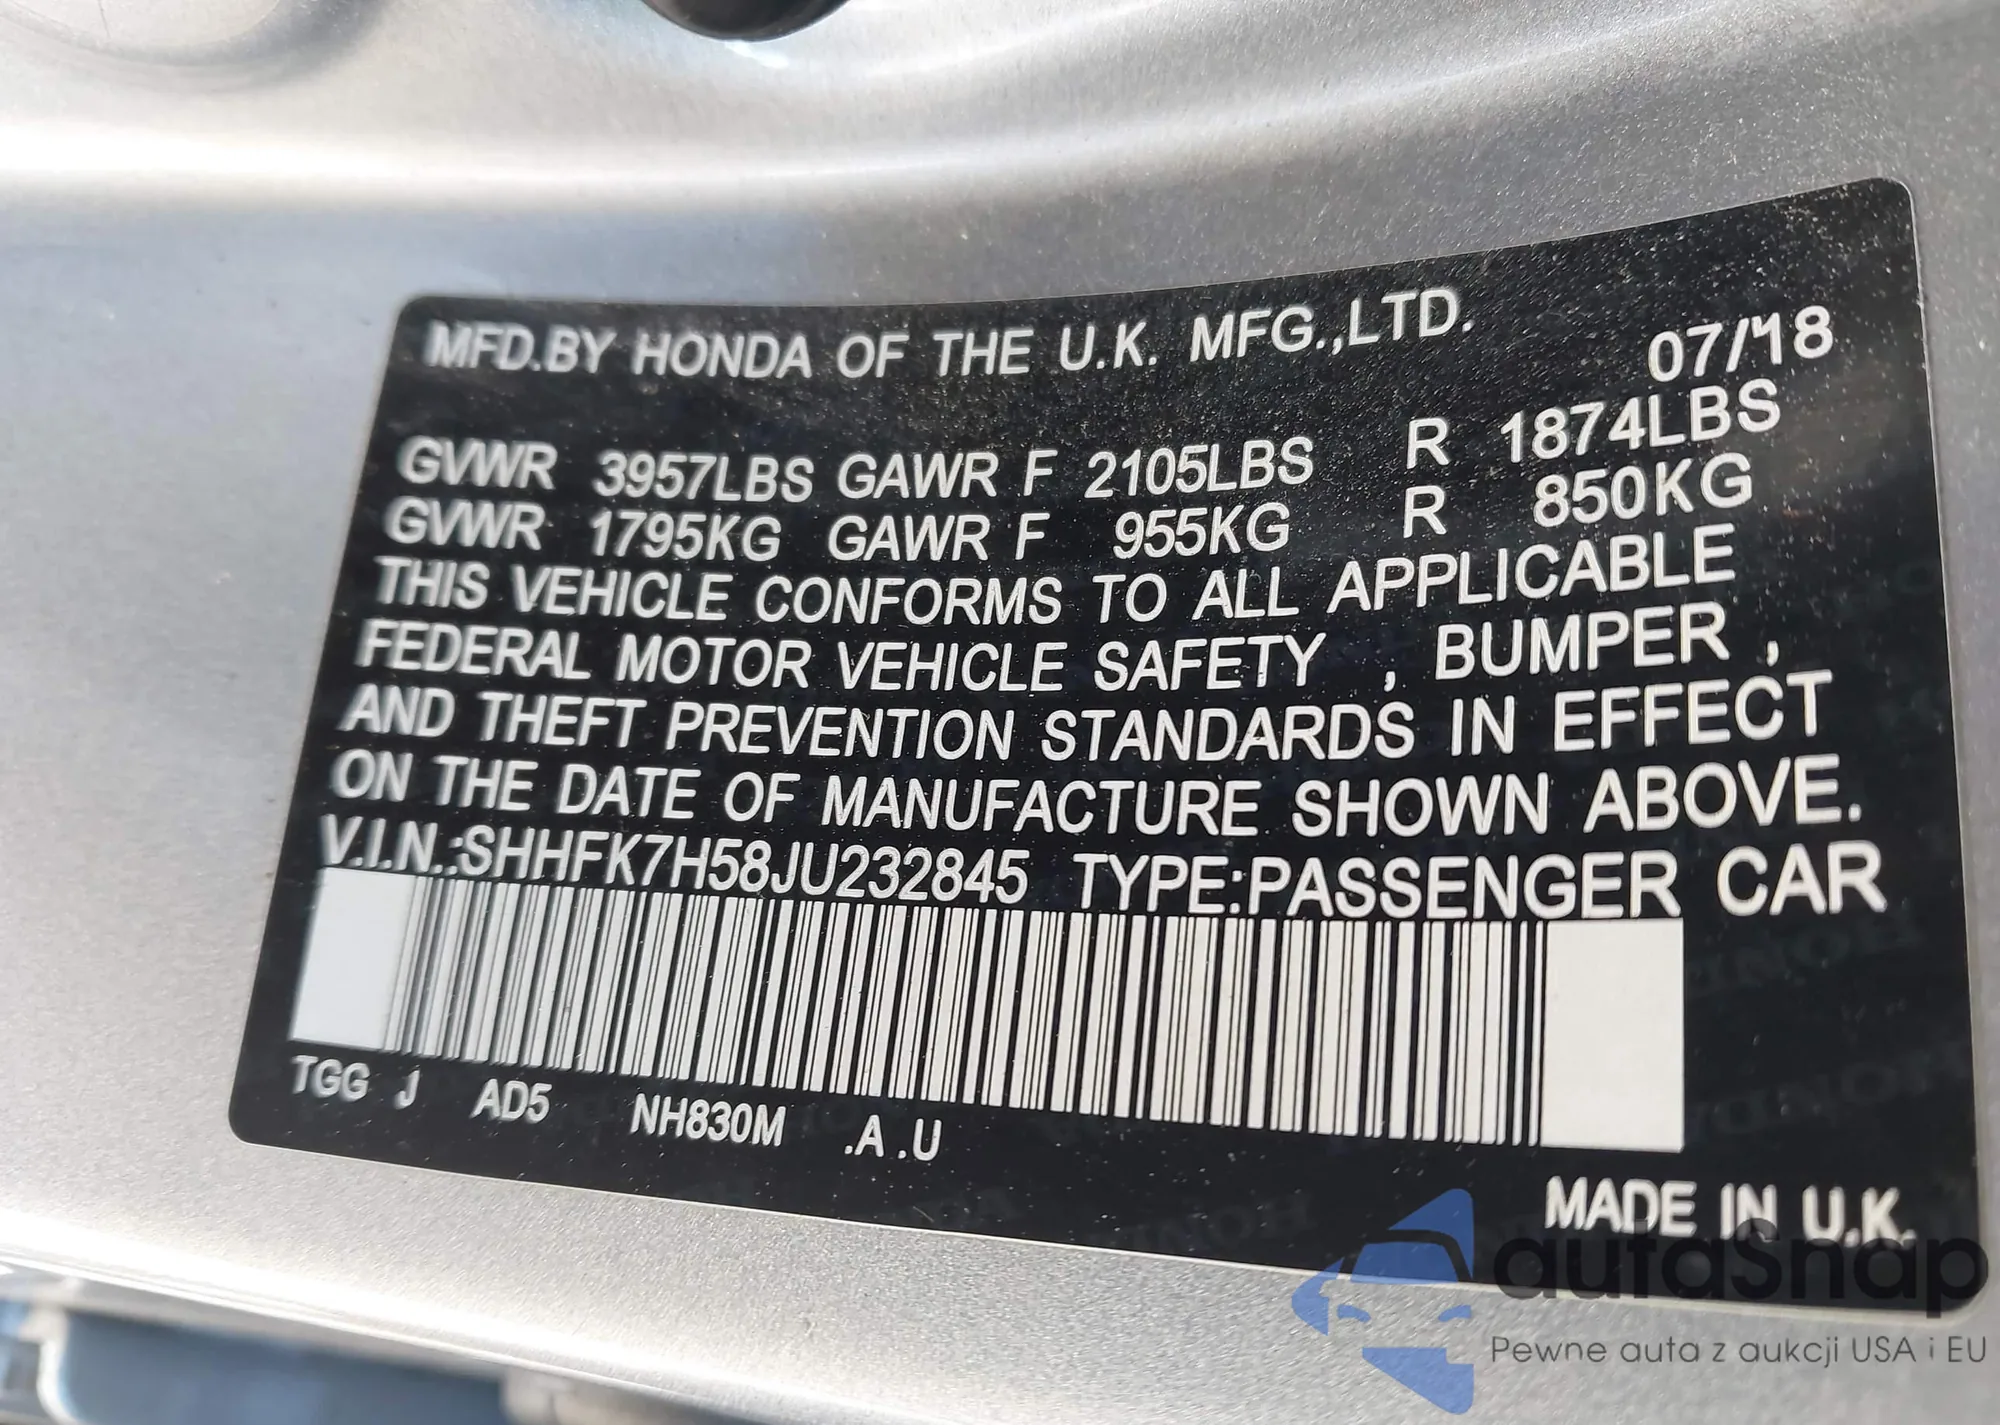 MFD.BY HONDA OF THE U.K. MFG.,LTD.
07/'18
GVWR 3957LBS GAWR F 2105LBS R 1874LBS
GVWR 1795KG GAWR F 955KG R 850KG
THIS VEHICLE CONFORMS TO ALL APPLICABLE
FEDERAL MOTOR VEHICLE SAFETY , BUMPER ,
AND THEFT PREVENTION STANDARDS IN EFFECT
ON THE DATE OF MANUFACTURE SHOWN ABOVE.
V.I.N.:SHHFK7H58JU232845 TYPE:PASSENGER CAR
TGG J AD5 NH830M .A .U
MADE IN U.K.
autaSnap
Pewne auta z aukcji USA i EU